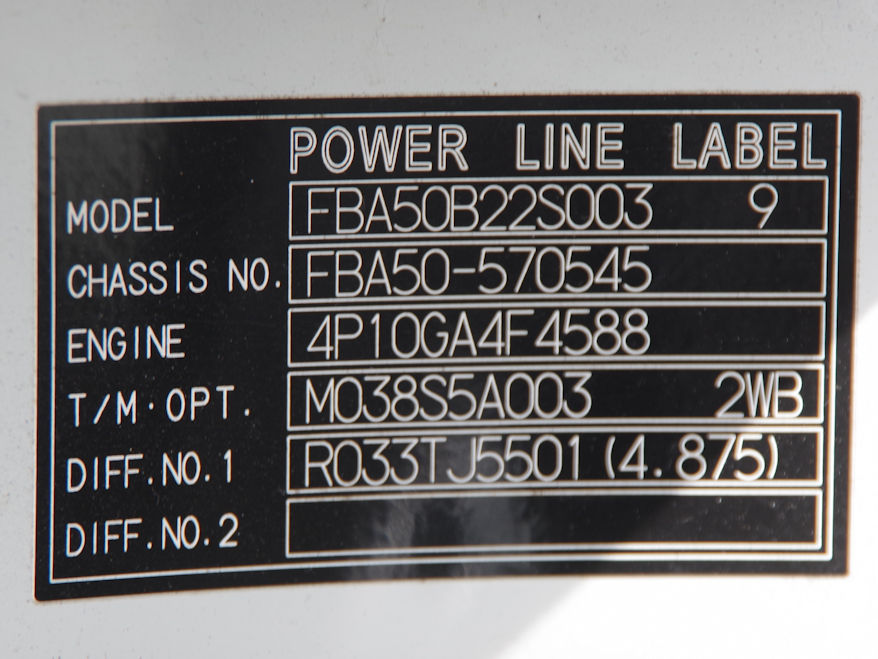 POWER LINE LABEL
MODEL FBA50B22S003 9
CHASSIS NO. FBA50-570545
ENGINE 4P10GA4F4588
T/M·OPT. M038S5A003 2WB
DIFF.NO.1 R033TJ5501(4.875)
DIFF.NO.2